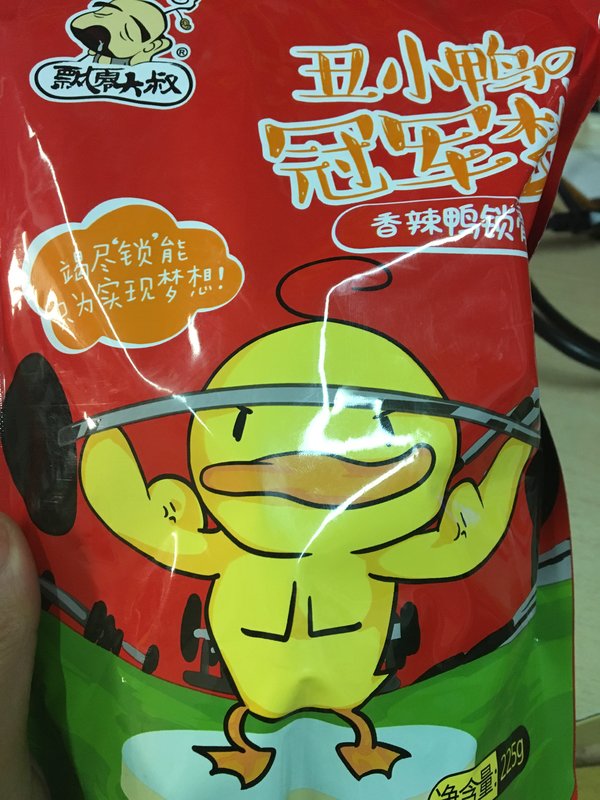 飘零大叔
®
丑小鸭の
冠军梦
香辣鸭锁骨
竭尽“锁”能
只为实现梦想!
净含量:225g